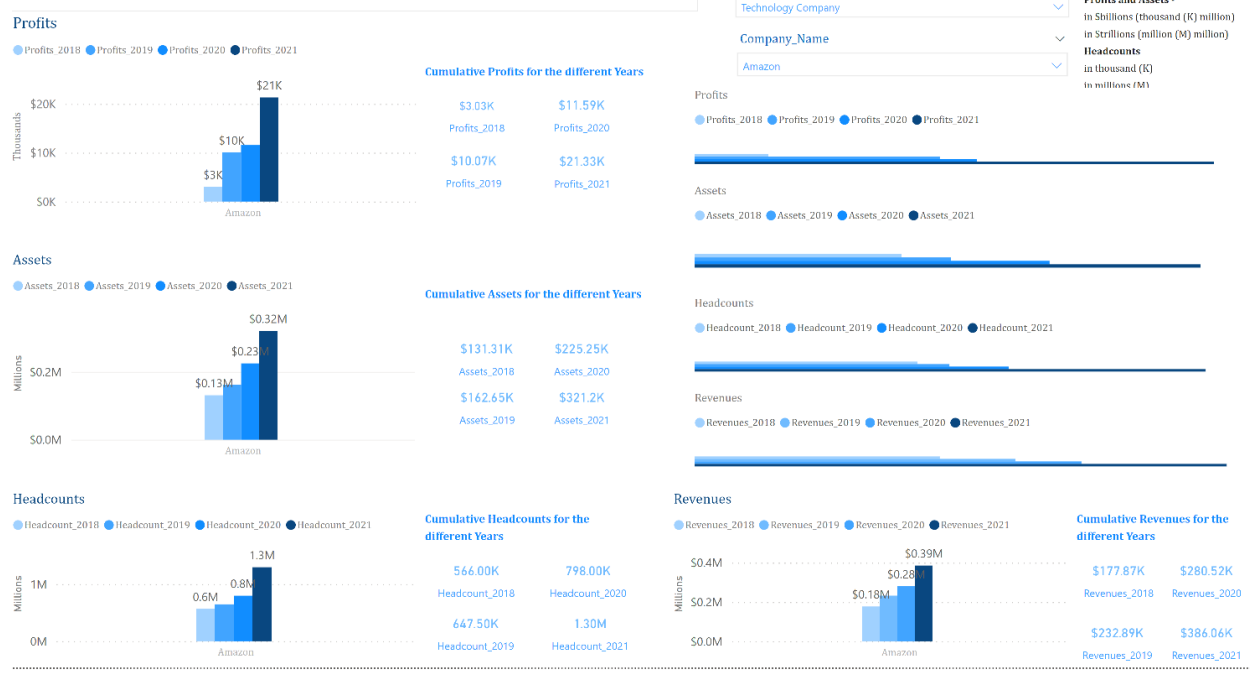 Technology Company
Company_Name
Amazon
Profits and Assets -
in $billions (thousand (K) million)
in $trillions (million (M) million)
Headcounts
in thousand (K)
in millions (M)
Profits
Profits_2018 Profits_2019 Profits_2020 Profits_2021
Thousands
$20K
$10K
$0K
$3K
$10K
$21K
Amazon
Cumulative Profits for the different Years
$3.03K $11.59K
Profits_2018 Profits_2020
$10.07K $21.33K
Profits_2019 Profits_2021
Profits
Profits_2018 Profits_2019 Profits_2020 Profits_2021
Assets
Assets_2018 Assets_2019 Assets_2020 Assets_2021
Headcounts
Headcount_2018 Headcount_2019 Headcount_2020 Headcount_2021
Revenues
Revenues_2018 Revenues_2019 Revenues_2020 Revenues_2021
Assets
Assets_2018 Assets_2019 Assets_2020 Assets_2021
Millions
$0.2M
$0.0M
$0.13M
$0.23M
$0.32M
Amazon
Cumulative Assets for the different Years
$131.31K $225.25K
Assets_2018 Assets_2020
$162.65K $321.2K
Assets_2019 Assets_2021
Headcounts
Headcount_2018 Headcount_2019 Headcount_2020 Headcount_2021
Millions
1M
0M
0.6M
0.8M
1.3M
Amazon
Cumulative Headcounts for the
different Years
566.00K 798.00K
Headcount_2018 Headcount_2020
647.50K 1.30M
Headcount_2019 Headcount_2021
Revenues
Revenues_2018 Revenues_2019 Revenues_2020 Revenues_2021
Millions
$0.4M
$0.2M
$0.0M
$0.18M
$0.28M
$0.39M
Amazon
Cumulative Revenues for the
different Years
$177.87K $280.52K
Revenues_2018 Revenues_2020
$232.89K $386.06K
Revenues_2019 Revenues_2021